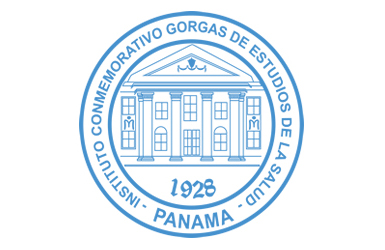 INSTITUTO CONMEMORATIVO GORGAS DE ESTUDIOS DE LA SALUD
1928
- PANAMA -